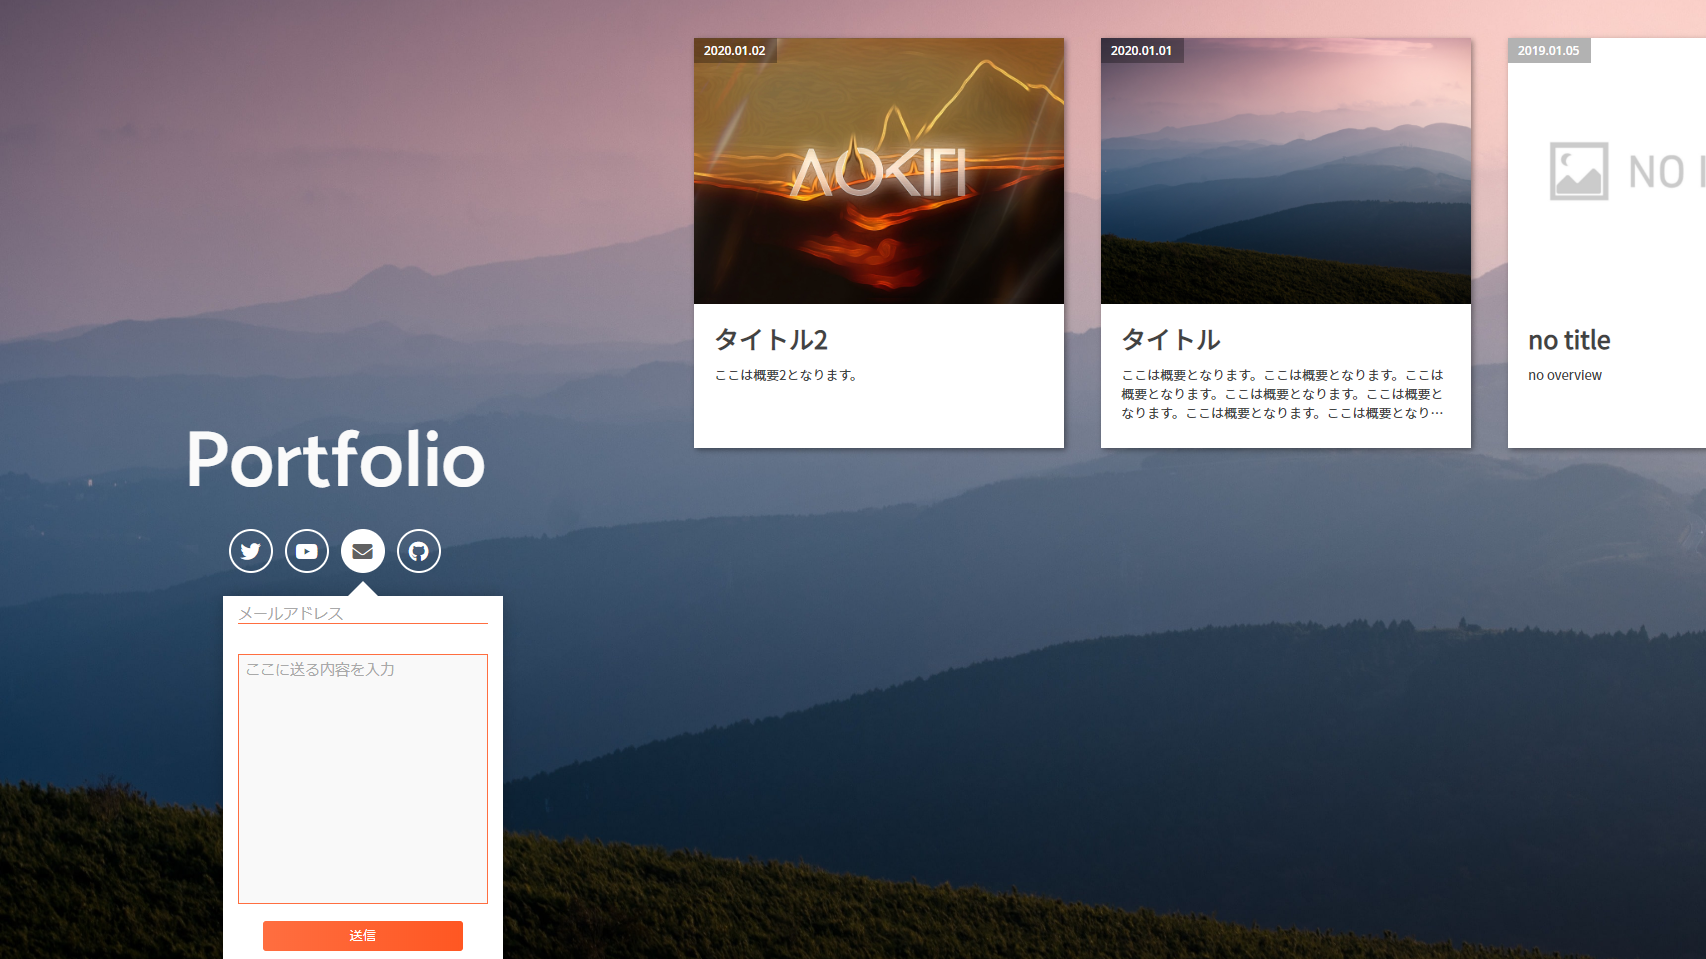 Portfolio
メールアドレス
ここに送る内容を入力
送信
2020.01.02
AOKIТI
タイトル2
ここは概要2となります。
2020.01.01
タイトル
ここは概要となります。ここは概要となります。ここは
概要となります。ここは概要となります。ここは概要と
なります。ここは概要となります。ここは概要となり…
2019.01.05
NO
no title
no overview